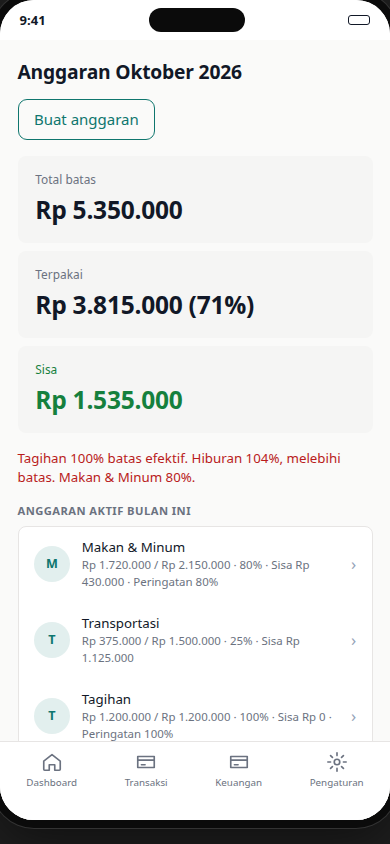 9:41
Anggaran Oktober 2026
Buat anggaran
Total batas
Rp 5.350.000
Terpakai
Rp 3.815.000 (71%)
Sisa
Rp 1.535.000
Tagihan 100% batas efektif. Hiburan 104%, melebihi
batas. Makan & Minum 80%.
ANGGARAN AKTIF BULAN INI
M
Makan & Minum
Rp 1.720.000 / Rp 2.150.000 · 80% · Sisa Rp
430.000 · Peringatan 80%
›
T
Transportasi
Rp 375.000 / Rp 1.500.000 · 25% · Sisa Rp
1.125.000
›
T
Tagihan
Rp 1.200.000 / Rp 1.200.000 · 100% · Sisa Rp 0 ·
Peringatan 100%
›
Dashboard
Transaksi
Keuangan
Pengaturan